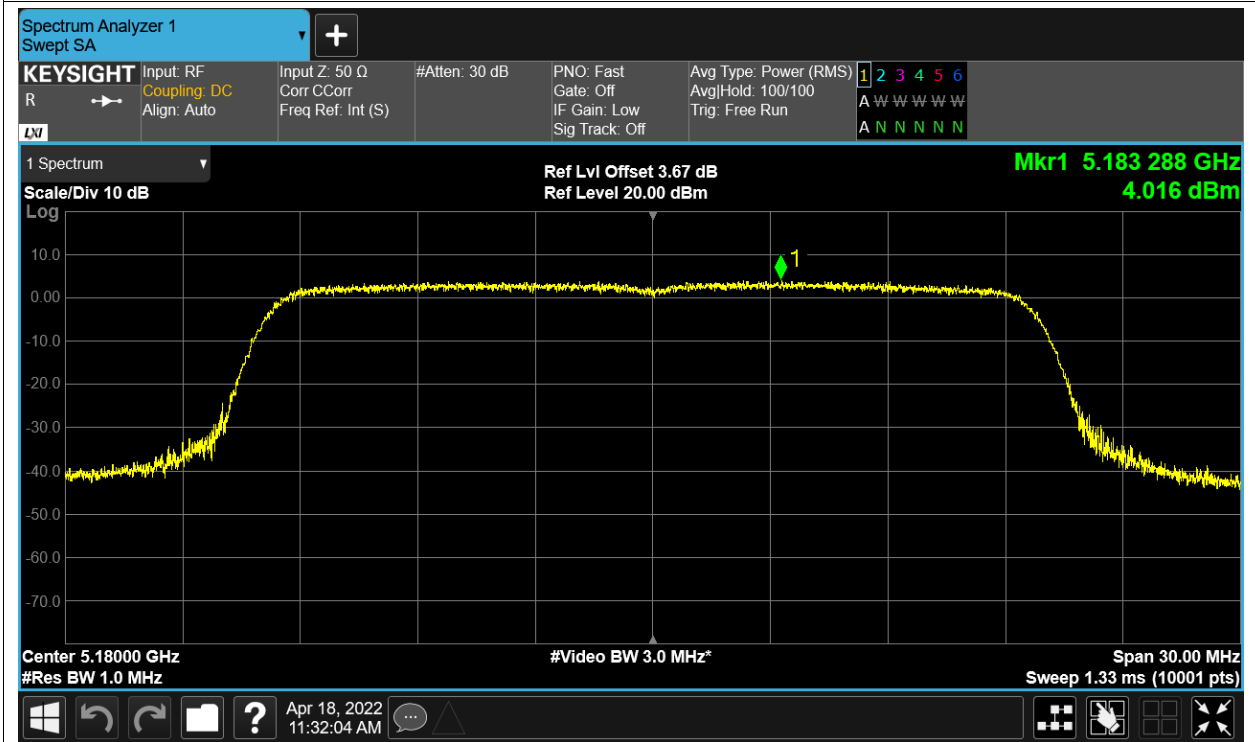 Spectrum Analyzer 1
Swept SA
KEYSIGHT
R
LXI
Input: RF
Coupling: DC
Align: Auto
Input Z: 50 Ω
Corr CCorr
Freq Ref: Int (S)
#Atten: 30 dB
PNO: Fast
Gate: Off
IF Gain: Low
Sig Track: Off
Avg Type: Power (RMS)
Avg|Hold: 100/100
Trig: Free Run
1 2 3 4 5 6
A W W W W W
A N N N N N
1 Spectrum
Scale/Div 10 dB
Log
Ref Lvl Offset 3.67 dB
Ref Level 20.00 dBm
Mkr1 5.183 288 GHz
4.016 dBm
1
10.0
0.00
-10.0
-20.0
-30.0
-40.0
-50.0
-60.0
-70.0
Center 5.18000 GHz
#Res BW 1.0 MHz
#Video BW 3.0 MHz*
Span 30.00 MHz
Sweep 1.33 ms (10001 pts)
?
Apr 18, 2022
11:32:04 AM